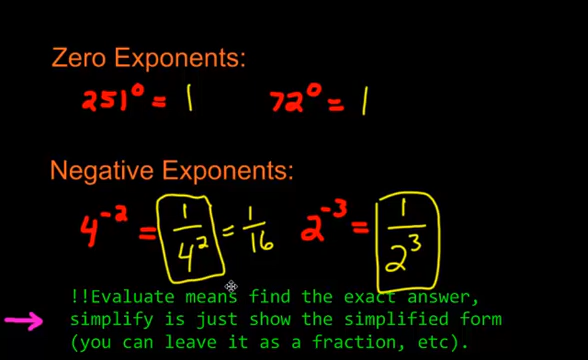 Zero Exponents:
251⁰ = 1 72⁰ = 1
Negative Exponents:
4⁻² = 1/4² = 1/16 2⁻³ = 1/2³
!!Evaluate means find the exact answer,
simplify is just show the simplified form
(you can leave it as a fraction, etc).